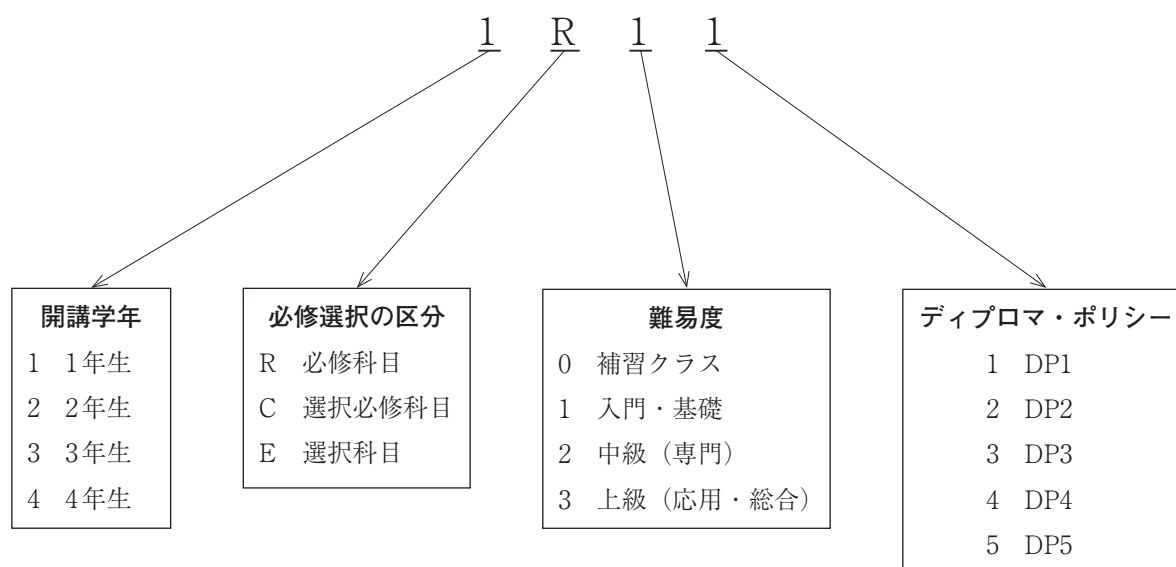 1 R 1 1
開講学年
1 1年生
2 2年生
3 3年生
4 4年生
必修選択の区分
R 必修科目
C 選択必修科目
E 選択科目
難易度
0 補習クラス
1 入門・基礎
2 中級（専門）
3 上級（応用・総合）
ディプロマ・ポリシー
1 DP1
2 DP2
3 DP3
4 DP4
5 DP5